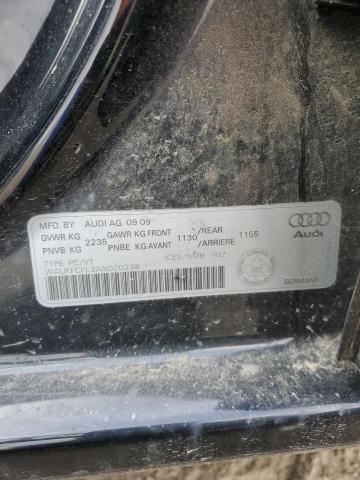 MFD. BY AUDI AG 09 09
GVWR KG 2235 GAWR KG FRONT 1130 /REAR 1155
PNVB KG PNBE KG AVANT /ARRIERE
TYPE: PC/VT ICES/NMB-002
WAUFFCFL3AN020238
Audi
GERMANY